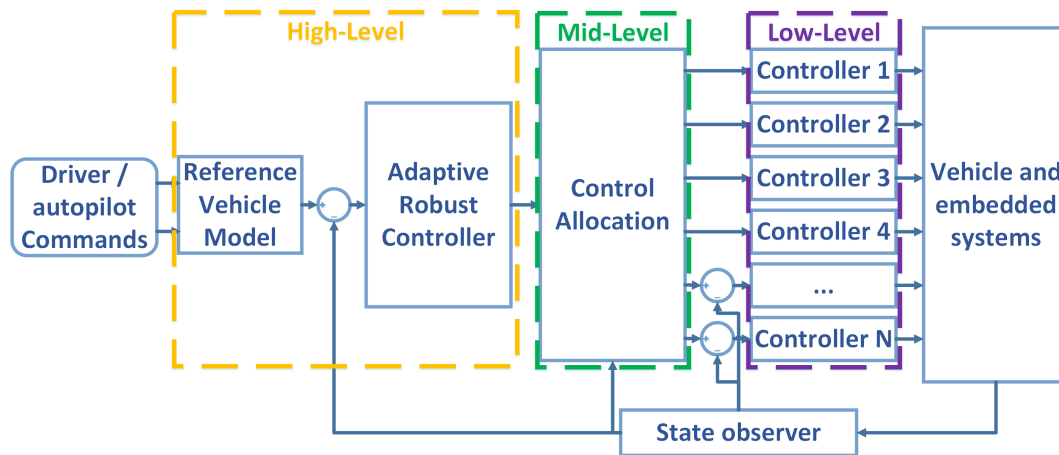 High-Level
Mid-Level
Low-Level
Driver /
autopilot
Commands
Reference
Vehicle
Model
+
−
Adaptive
Robust
Controller
Control
Allocation
+
−
+
−
Controller 1
Controller 2
Controller 3
Controller 4
...
Controller N
Vehicle and
embedded
systems
State observer